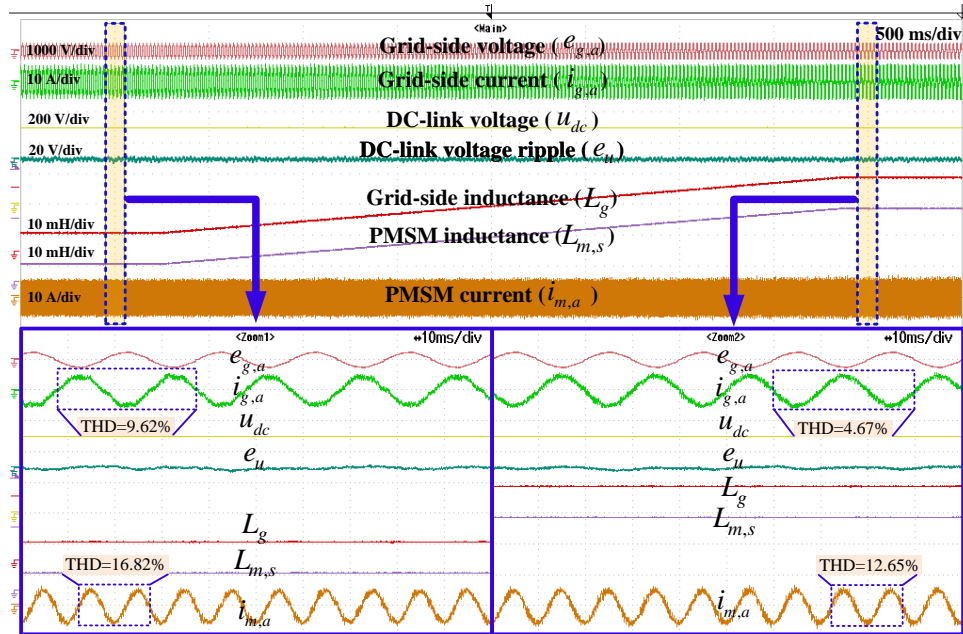 T
<Main>
500 ms/div
1000 V/div
Grid-side voltage (e_{g,a})
10 A/div
Grid-side current (i_{g,a})
200 V/div
DC-link voltage (u_{dc})
20 V/div
DC-link voltage ripple (e_u)
Grid-side inductance (L_g)
10 mH/div
PMSM inductance (L_{m,s})
10 mH/div
10 A/div
PMSM current (i_{m,a})
<Zoom1>
↔10ms/div
e_{g,a}
i_{g,a}
THD=9.62%
u_{dc}
e_u
L_g
THD=16.82%
L_{m,s}
i_{m,a}
<Zoom2>
↔10ms/div
e_{g,a}
i_{g,a}
u_{dc}
THD=4.67%
e_u
L_g
L_{m,s}
THD=12.65%
i_{m,a}